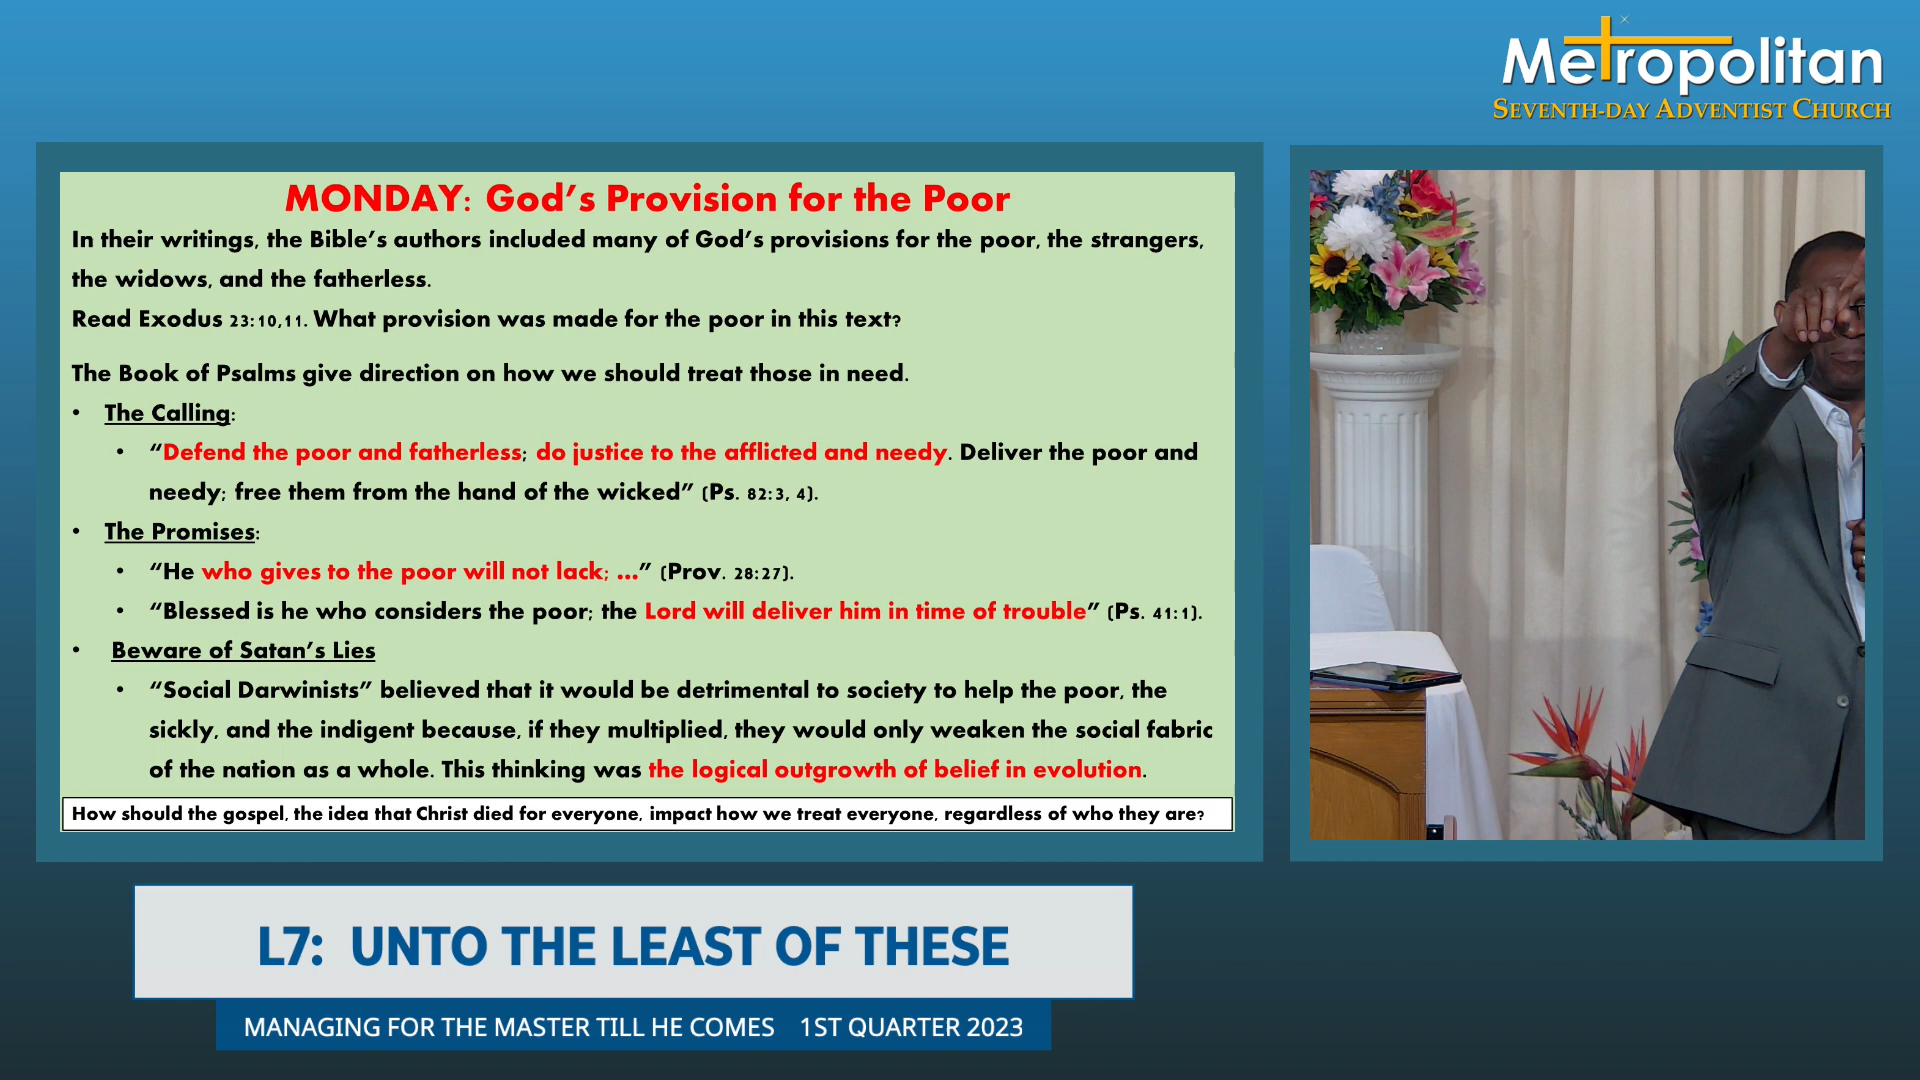 Metropolitan
SEVENTH-DAY ADVENTIST CHURCH
MONDAY: God's Provision for the Poor
In their writings, the Bible's authors included many of God's provisions for the poor, the strangers,
the widows, and the fatherless.
Read Exodus 23:10,11. What provision was made for the poor in this text?
The Book of Psalms give direction on how we should treat those in need.
• The Calling:
• “Defend the poor and fatherless; do justice to the afflicted and needy. Deliver the poor and
needy; free them from the hand of the wicked” (Ps. 82:3, 4).
• The Promises:
• “He who gives to the poor will not lack; ...” (Prov. 28:27).
• “Blessed is he who considers the poor; the Lord will deliver him in time of trouble” (Ps. 41:1).
• Beware of Satan's Lies
• “Social Darwinists” believed that it would be detrimental to society to help the poor, the
sickly, and the indigent because, if they multiplied, they would only weaken the social fabric
of the nation as a whole. This thinking was the logical outgrowth of belief in evolution.
How should the gospel, the idea that Christ died for everyone, impact how we treat everyone, regardless of who they are?
L7: UNTO THE LEAST OF THESE
MANAGING FOR THE MASTER TILL HE COMES 1ST QUARTER 2023